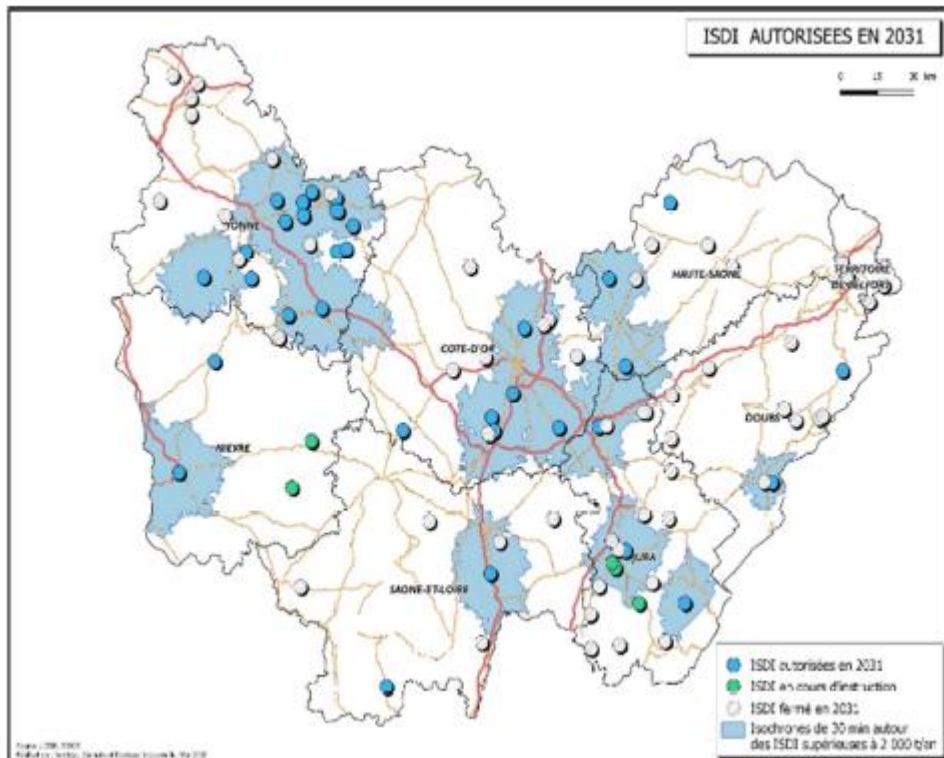 ISDI AUTORISEES EN 2031
0 15 30 km
YONNE
HAUTE-SAONE
TERRITOIRE
DE BELFORT
COTE-D'OR
DOUBS
NIEVRE
JURA
SAONE-ET-LOIRE
ISDI autorisées en 2031
ISDI en cours d'instruction
ISDI fermé en 2031
Isochrones de 30 min autour
des ISDI supérieures à 2 000 t/an